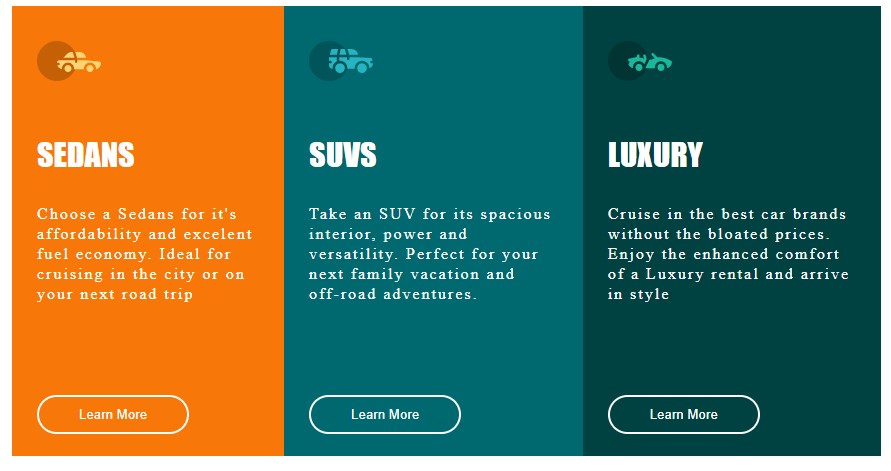 SEDANS
Choose a Sedans for it's
affordability and excelent
fuel economy. Ideal for
cruising in the city or on
your next road trip
Learn More
SUVS
Take an SUV for its spacious
interior, power and
versatility. Perfect for your
next family vacation and
off-road adventures.
Learn More
LUXURY
Cruise in the best car brands
without the bloated prices.
Enjoy the enhanced comfort
of a Luxury rental and arrive
in style
Learn More